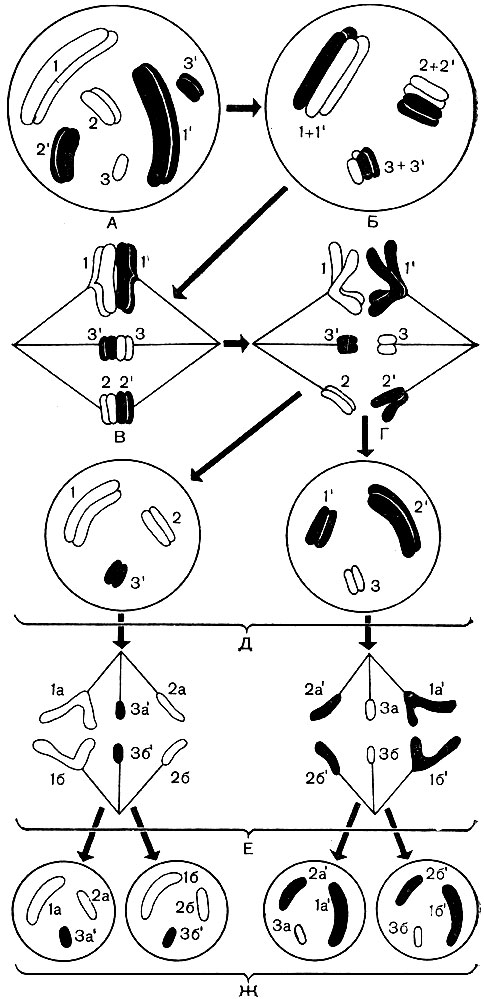 1
3'
2
1'
2'
3
А
2+2'
1+1'
3+3'
Б
1 1'
3' 3
2 2'
В
1 1'
3' 3
2 2'
Г
1
2
3'
1'
2'
3
Д
1а 2а
3а'
3б'
1б 2б
2а' 1а'
3а
3б
2б' 1б'
Е
1а 2а
3а'
1б
2б
3б'
2а'
1а'
3а
2б'
1б'
3б
Ж